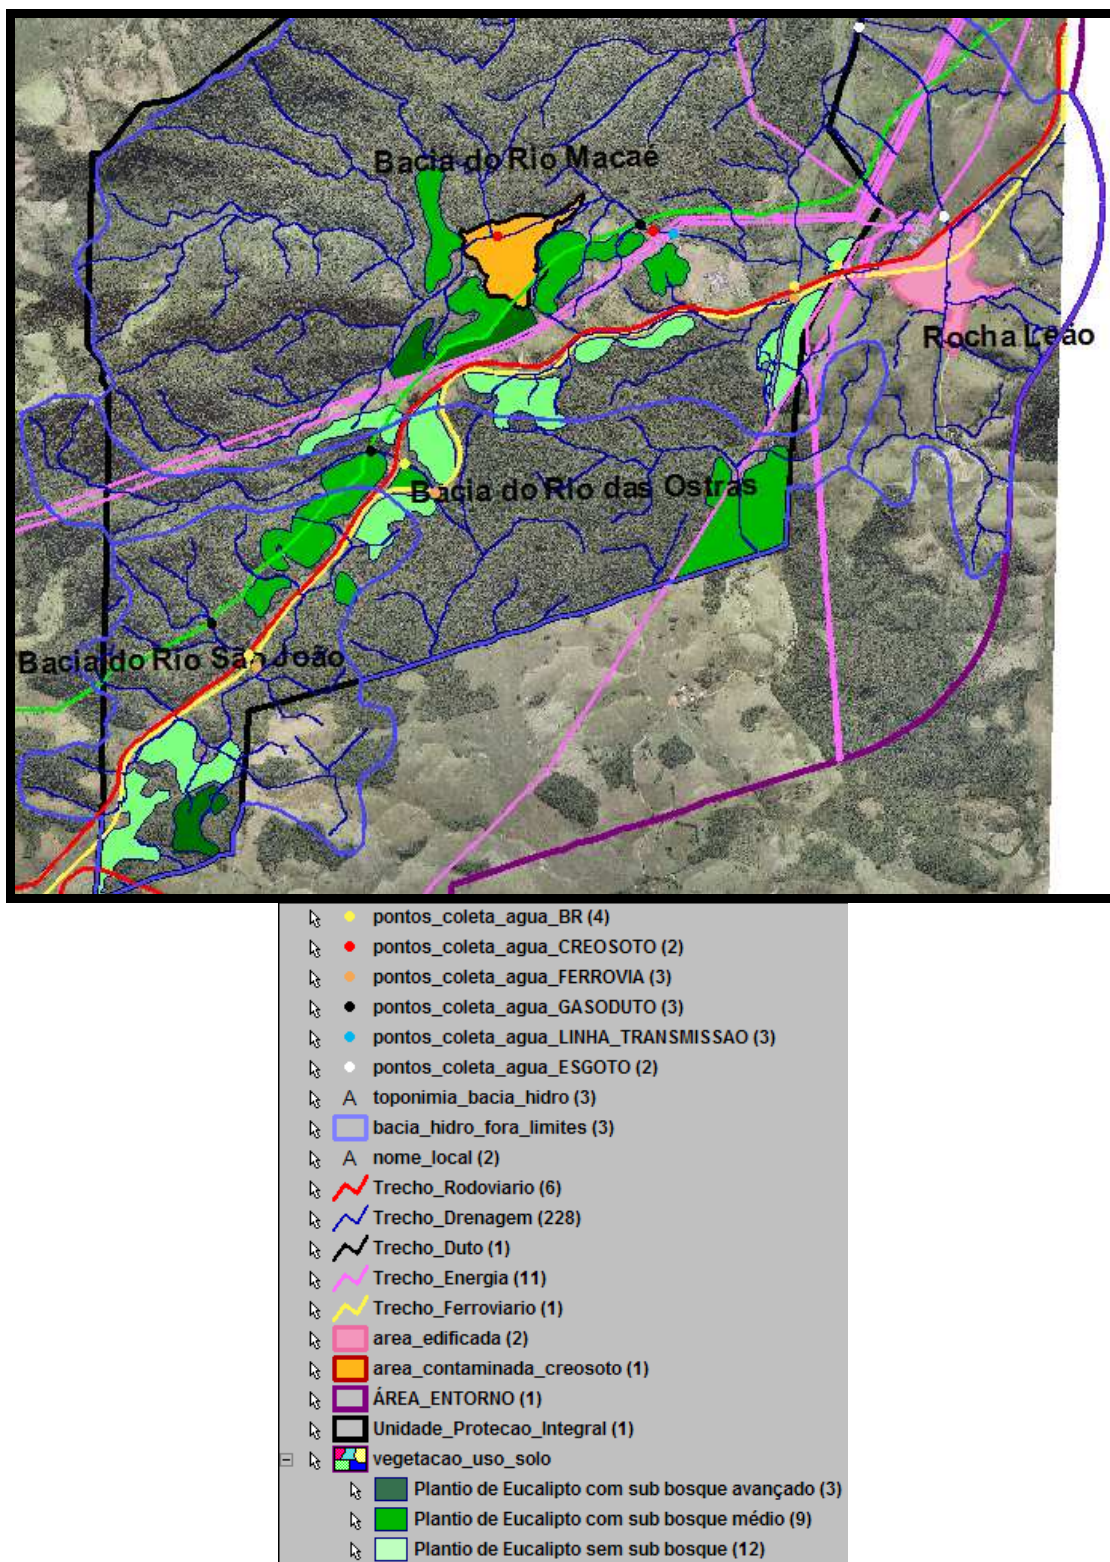 Bacia do Rio Macaé
Rocha Leão
Bacia do Rio das Ostras
Bacia do Rio São João
pontos_coleta_agua_BR (4)
pontos_coleta_agua_CREOSOTO (2)
pontos_coleta_agua_FERROVIA (3)
pontos_coleta_agua_GASODUTO (3)
pontos_coleta_agua_LINHA_TRANSMISSAO (3)
pontos_coleta_agua_ESGOTO (2)
A toponimia_bacia_hidro (3)
bacia_hidro_fora_limites (3)
A nome_local (2)
Trecho_Rodoviario (6)
Trecho_Drenagem (228)
Trecho_Duto (1)
Trecho_Energia (11)
Trecho_Ferroviario (1)
area_edificada (2)
area_contaminada_creosoto (1)
ÁREA_ENTORNO (1)
Unidade_Protecao_Integral (1)
vegetacao_uso_solo
Plantio de Eucalipto com sub bosque avançado (3)
Plantio de Eucalipto com sub bosque médio (9)
Plantio de Eucalipto sem sub bosque (12)